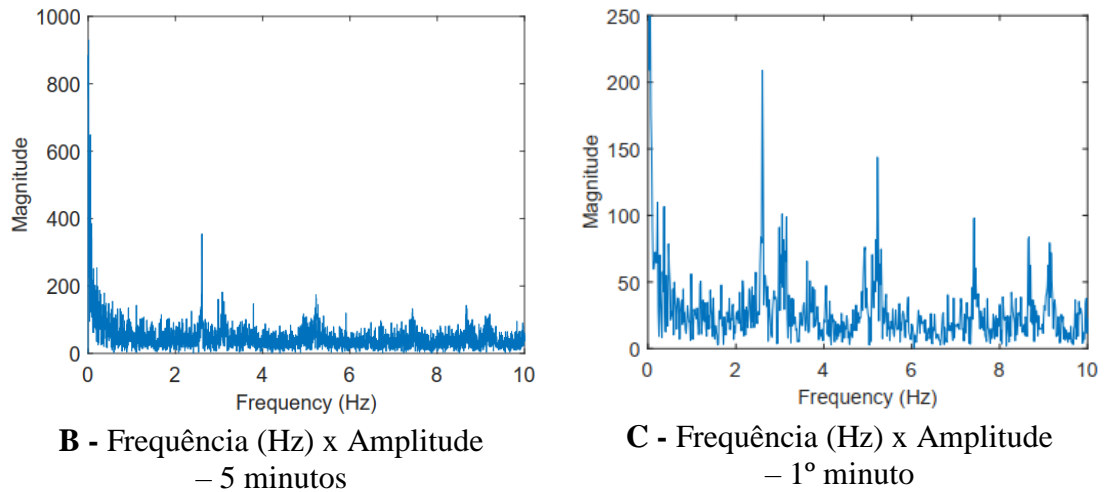 1000
800
600
400
200
0
Magnitude
0 2 4 6 8 10
Frequency (Hz)
B - Frequência (Hz) x Amplitude
– 5 minutos
250
200
150
100
50
0
Magnitude
0 2 4 6 8 10
Frequency (Hz)
C - Frequência (Hz) x Amplitude
– 1º minuto